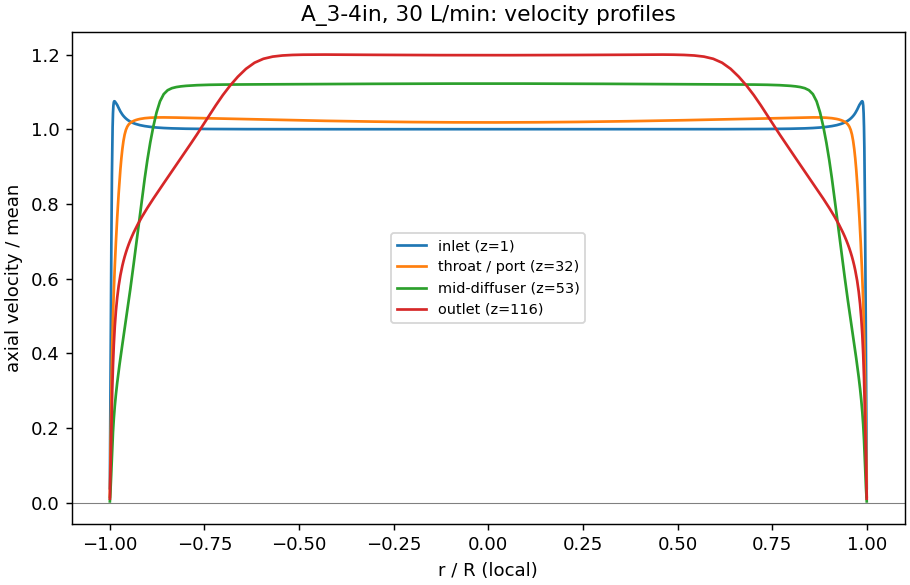 A_3-4in, 30 L/min: velocity profiles
axial velocity / mean
1.2
1.0
0.8
0.6
0.4
0.2
0.0
inlet (z=1)
throat / port (z=32)
mid-diffuser (z=53)
outlet (z=116)
−1.00 −0.75 −0.50 −0.25 0.00 0.25 0.50 0.75 1.00
r / R (local)